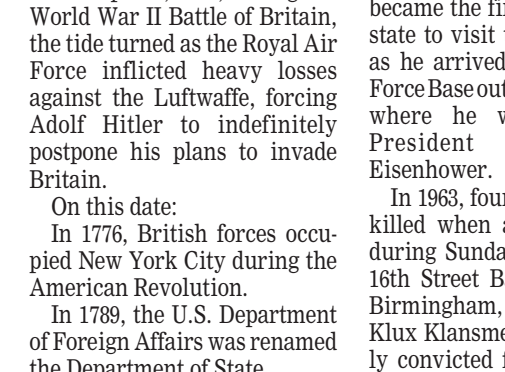 World War II Battle of Britain,
the tide turned as the Royal Air
Force inflicted heavy losses
against the Luftwaffe, forcing
Adolf Hitler to indefinitely
postpone his plans to invade
Britain.
On this date:
In 1776, British forces occu-
pied New York City during the
American Revolution.
In 1789, the U.S. Department
of Foreign Affairs was renamed
the Department of State.
became the
state to visit
as he arrived
Force Base
where he
President
Eisenhower.
In 1963, four
killed when
during
16th Street
Birmingham,
Klux
ly convicted